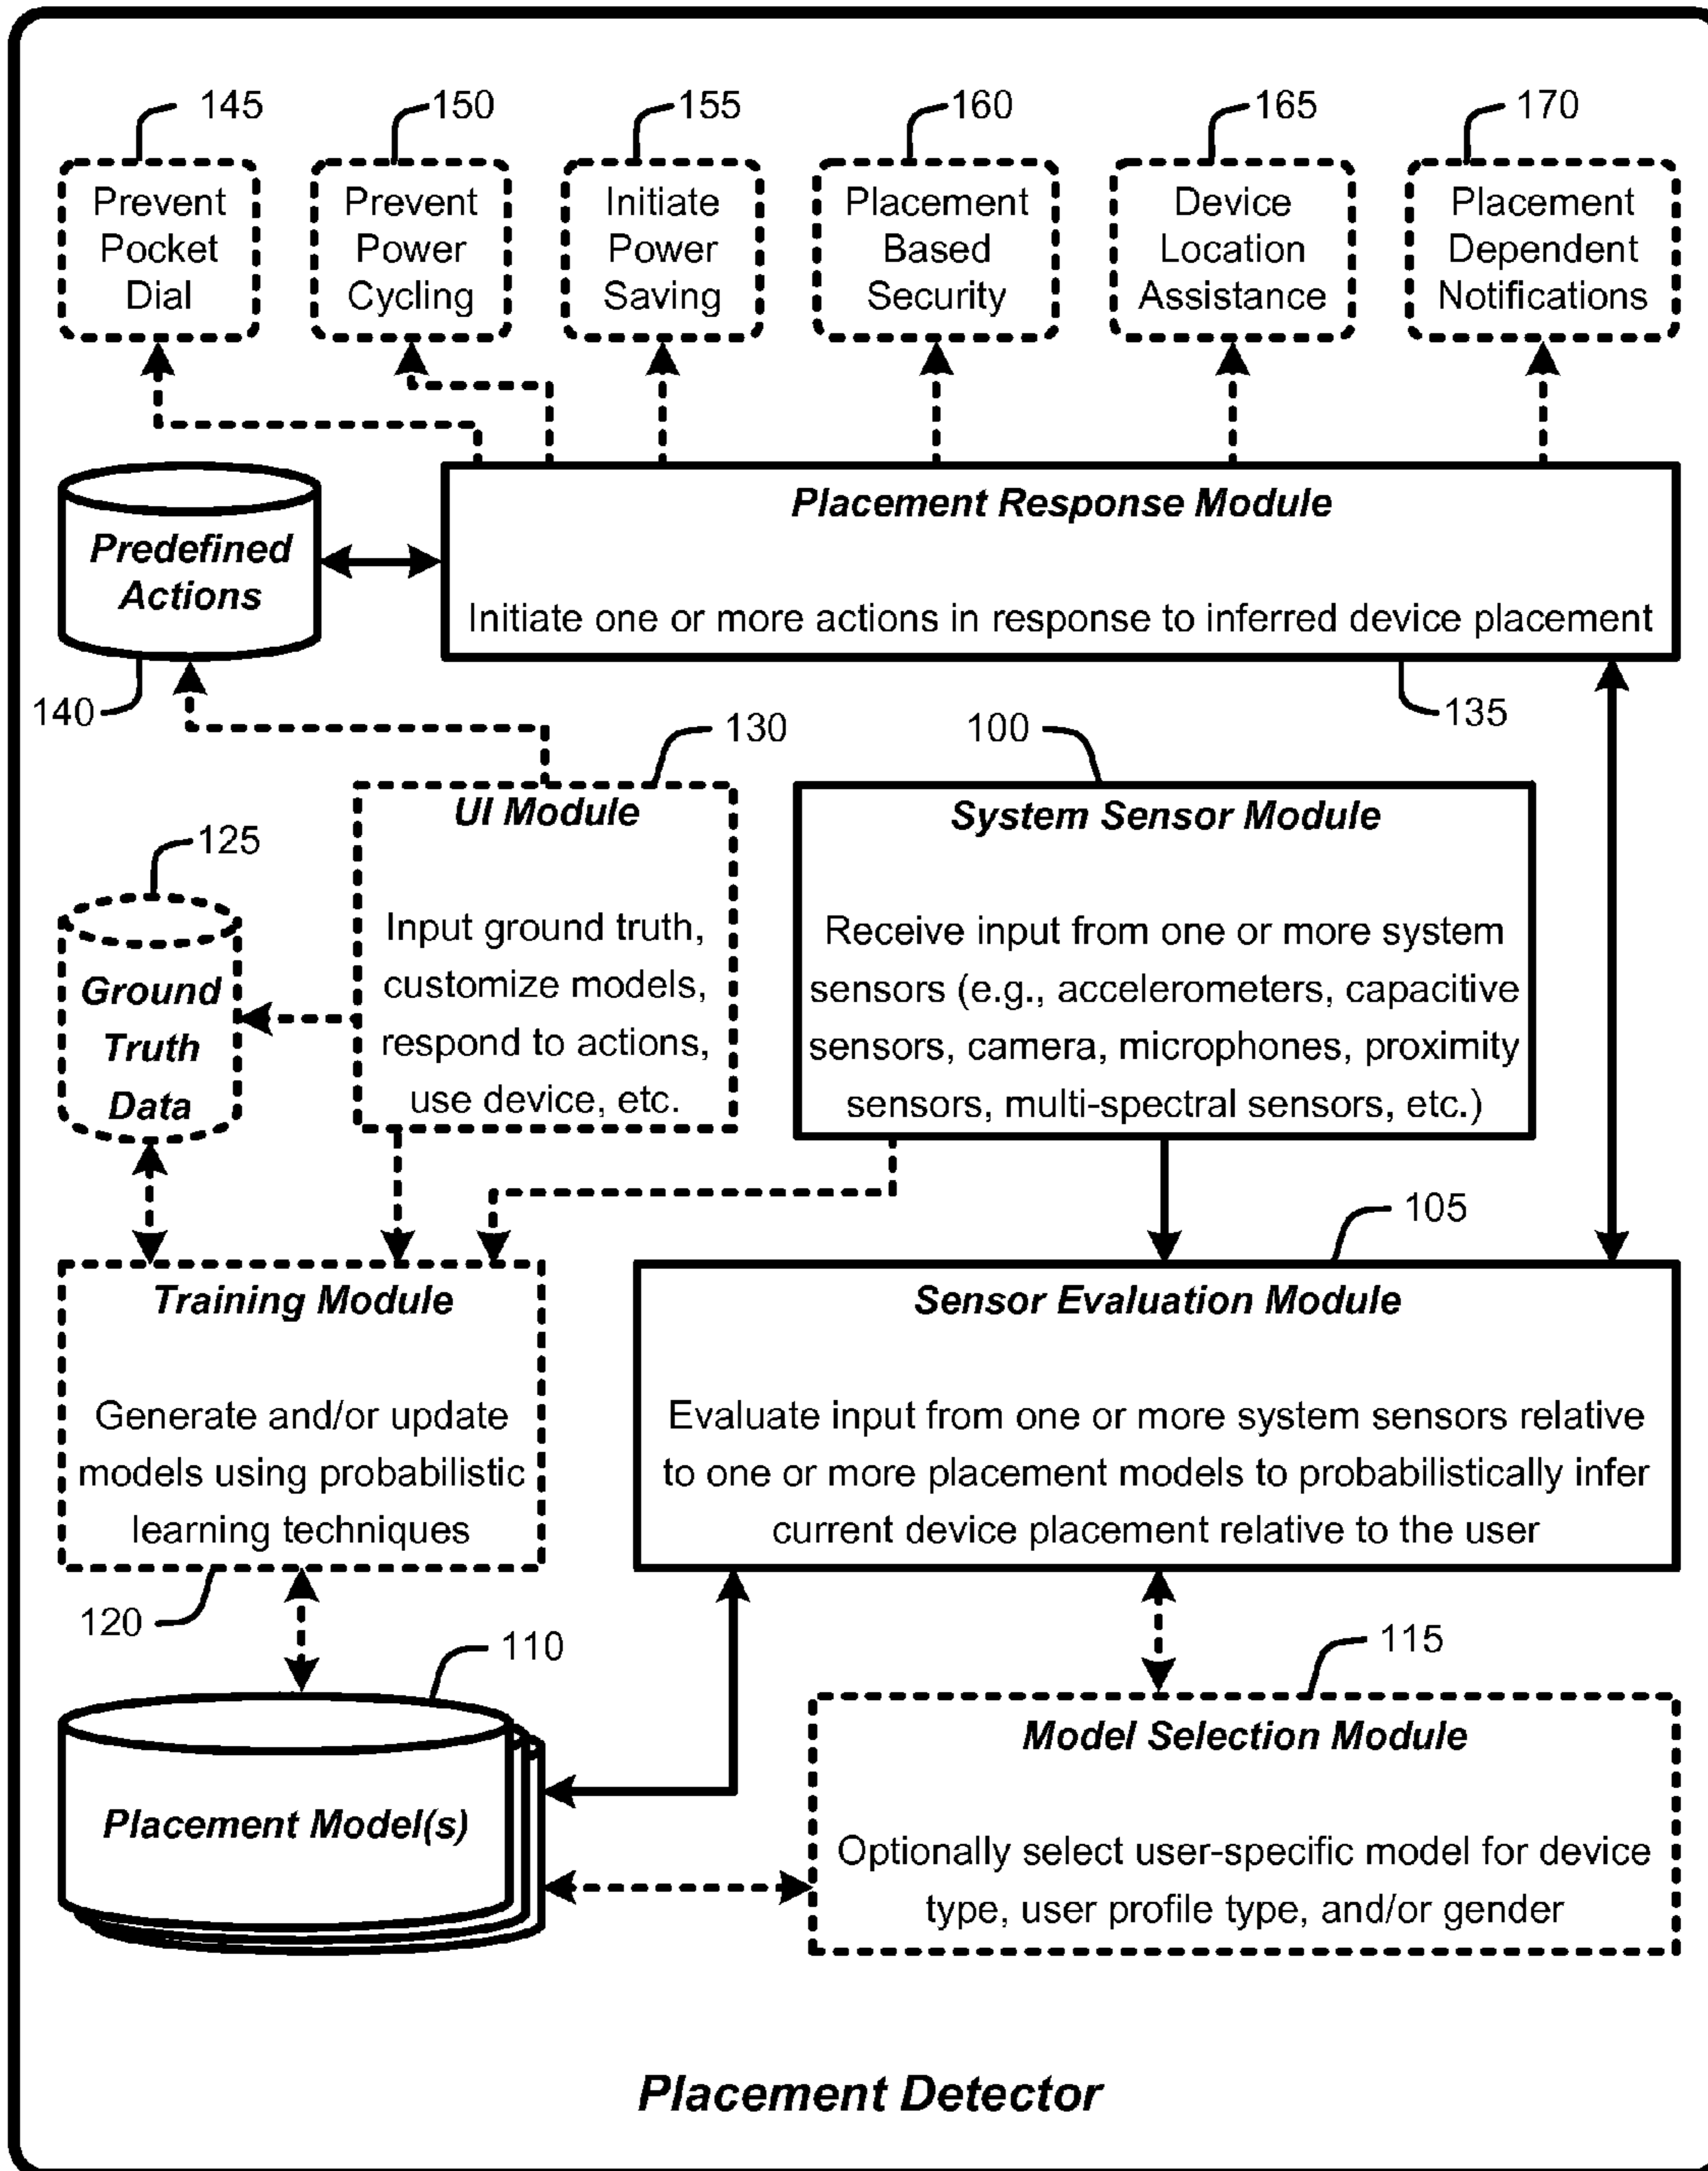 145
150
155
160
165
170
Prevent
Pocket
Dial
Prevent
Power
Cycling
Initiate
Power
Saving
Placement
Based
Security
Device
Location
Assistance
Placement
Dependent
Notifications
Predefined
Actions
140
Placement Response Module
Initiate one or more actions in response to inferred device placement
135
130
UI Module
Input ground truth,
customize models,
respond to actions,
use device, etc.
100
System Sensor Module
Receive input from one or more system
sensors (e.g., accelerometers, capacitive
sensors, camera, microphones, proximity
sensors, multi-spectral sensors, etc.)
125
Ground
Truth
Data
105
Training Module
Generate and/or update
models using probabilistic
learning techniques
120
Sensor Evaluation Module
Evaluate input from one or more system sensors relative
to one or more placement models to probabilistically infer
current device placement relative to the user
110
Placement Model(s)
115
Model Selection Module
Optionally select user-specific model for device
type, user profile type, and/or gender
Placement Detector